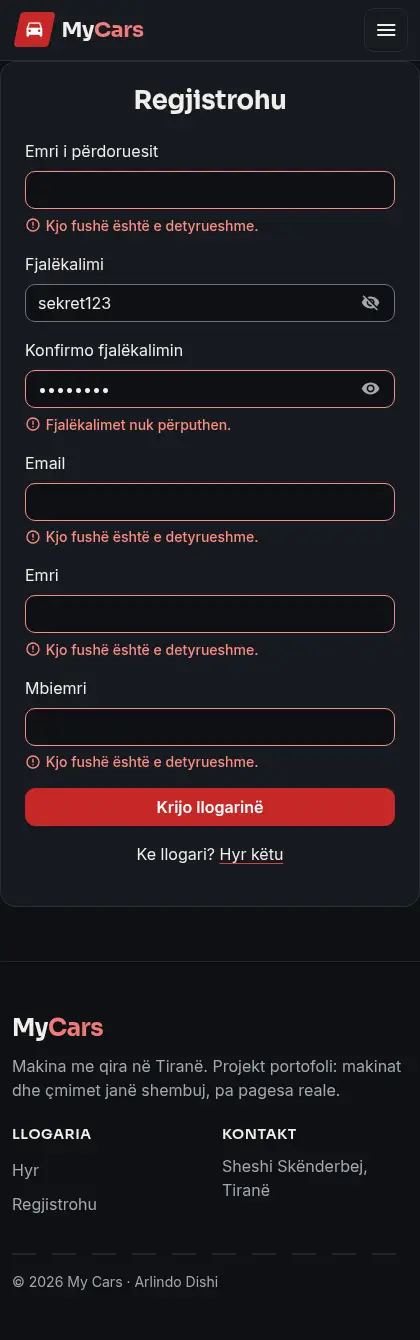 MyCars
Regjistrohu
Emri i përdoruesit
Kjo fushë është e detyrueshme.
Fjalëkalimi
sekret123
Konfirmo fjalëkalimin
••••••••
Fjalëkalimet nuk përputhen.
Email
Kjo fushë është e detyrueshme.
Emri
Kjo fushë është e detyrueshme.
Mbiemri
Kjo fushë është e detyrueshme.
Krijo llogarinë
Ke llogari? Hyr këtu
MyCars
Makina me qira në Tiranë. Projekt portofoli: makinat
dhe çmimet janë shembuj, pa pagesa reale.
LLOGARIA
Hyr
Regjistrohu
KONTAKT
Sheshi Skënderbej,
Tiranë
© 2026 My Cars · Arlindo Dishi